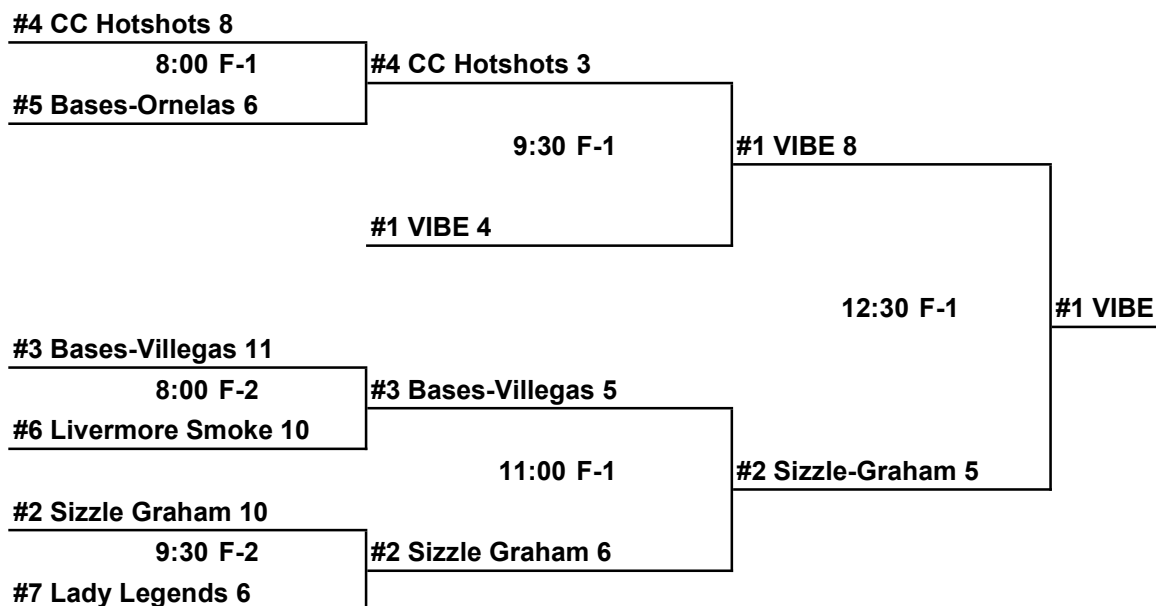 #4 CC Hotshots 8
8:00 F-1
#4 CC Hotshots 3
#5 Bases-Ornelas 6
9:30 F-1
#1 VIBE 8
#1 VIBE 4
12:30 F-1
#1 VIBE
#3 Bases-Villegas 11
8:00 F-2
#3 Bases-Villegas 5
#6 Livermore Smoke 10
11:00 F-1
#2 Sizzle-Graham 5
#2 Sizzle Graham 10
9:30 F-2
#2 Sizzle Graham 6
#7 Lady Legends 6